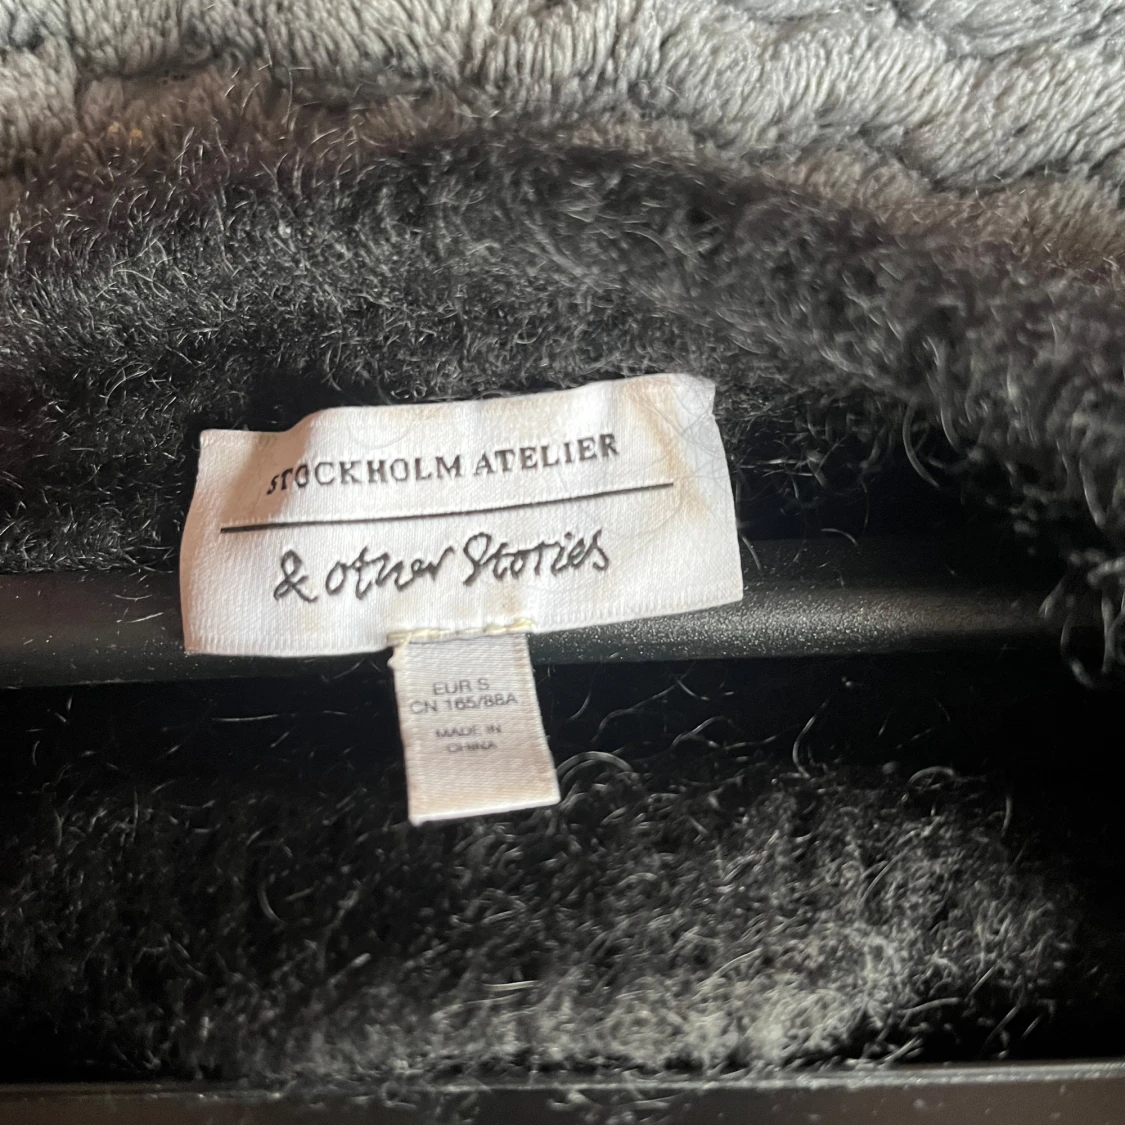 STOCKHOLM ATELIER
& other Stories
EUR S
CN 165/88A
MADE IN
CHINA